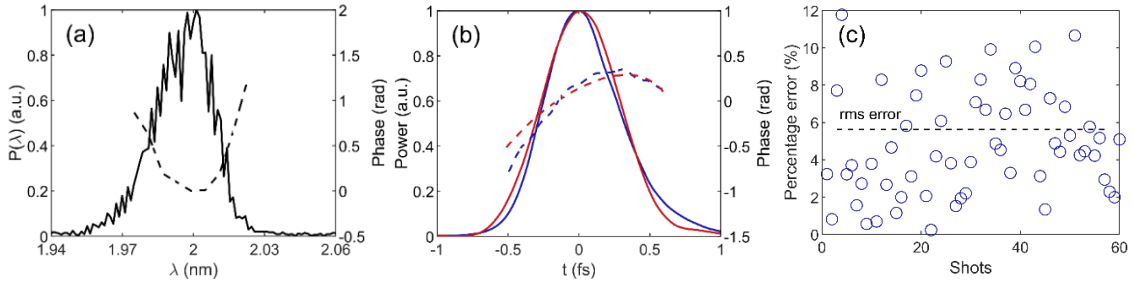 (a)
P(λ) (a.u.)
1
0.8
0.6
0.4
0.2
0
2
1.5
1
0.5
0
-0.5
Phase (rad)
1.94 1.97 2 2.03 2.06
λ (nm)
(b)
Power (a.u.)
1
0.8
0.6
0.4
0.2
0
1
0.5
0
-0.5
-1
-1.5
Phase (rad)
-1 -0.5 0 0.5 1
t (fs)
(c)
Percentage error (%)
12
10
8
6
4
2
0
rms error
0 20 40 60
Shots